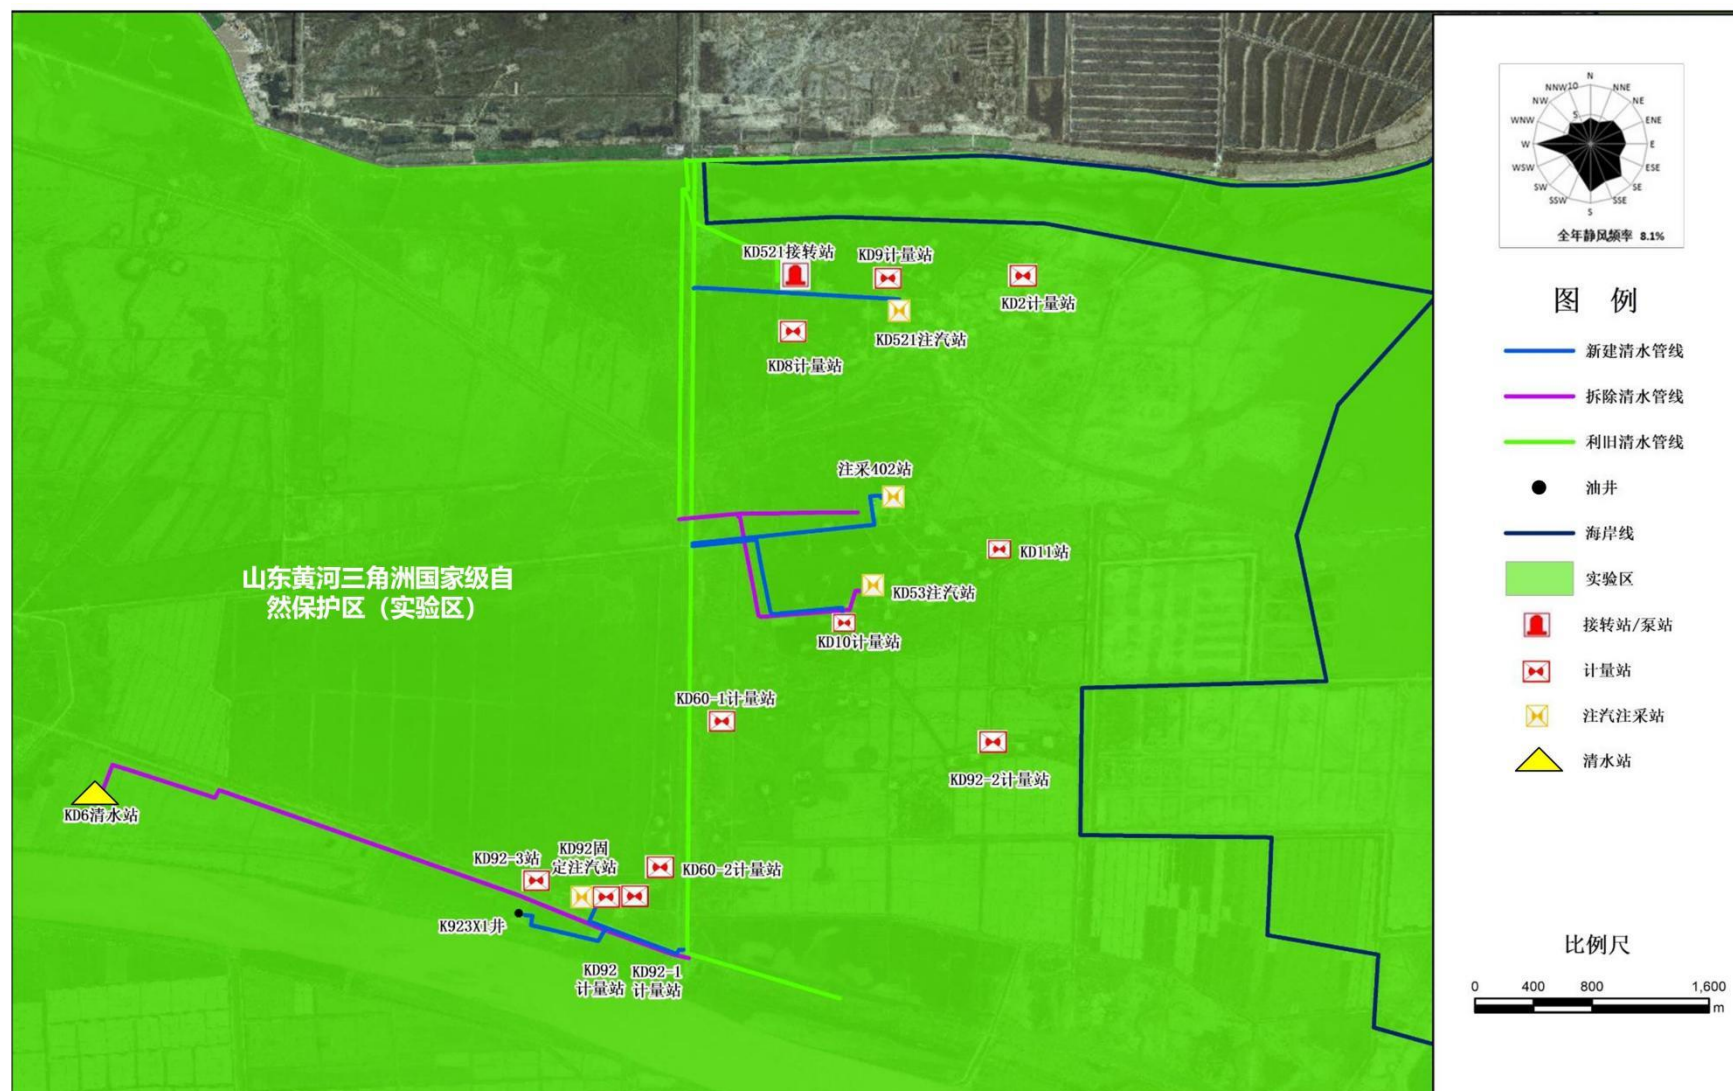 KD521接转站
KD9计量站
KD2计量站
KD521注汽站
KD8计量站
注采402站
KD11站
KD53注汽站
KD10计量站
山东黄河三角洲国家级自
然保护区（实验区）
KD60-1计量站
KD92-2计量站
KD6清水站
KD92-3站
KD92固
定注汽站
KD60-2计量站
K923X1井
KD92
计量站
KD92-1
计量站
N
NNE
NE
ENE
E
ESE
SE
SSE
S
SSW
SW
WSW
W
WNW
NW
NNW
10
5
全年静风频率 8.1%
图 例
新建清水管线
拆除清水管线
利旧清水管线
油井
海岸线
实验区
接转站/泵站
计量站
注汽注采站
清水站
比例尺
0 400 800 1,600
m